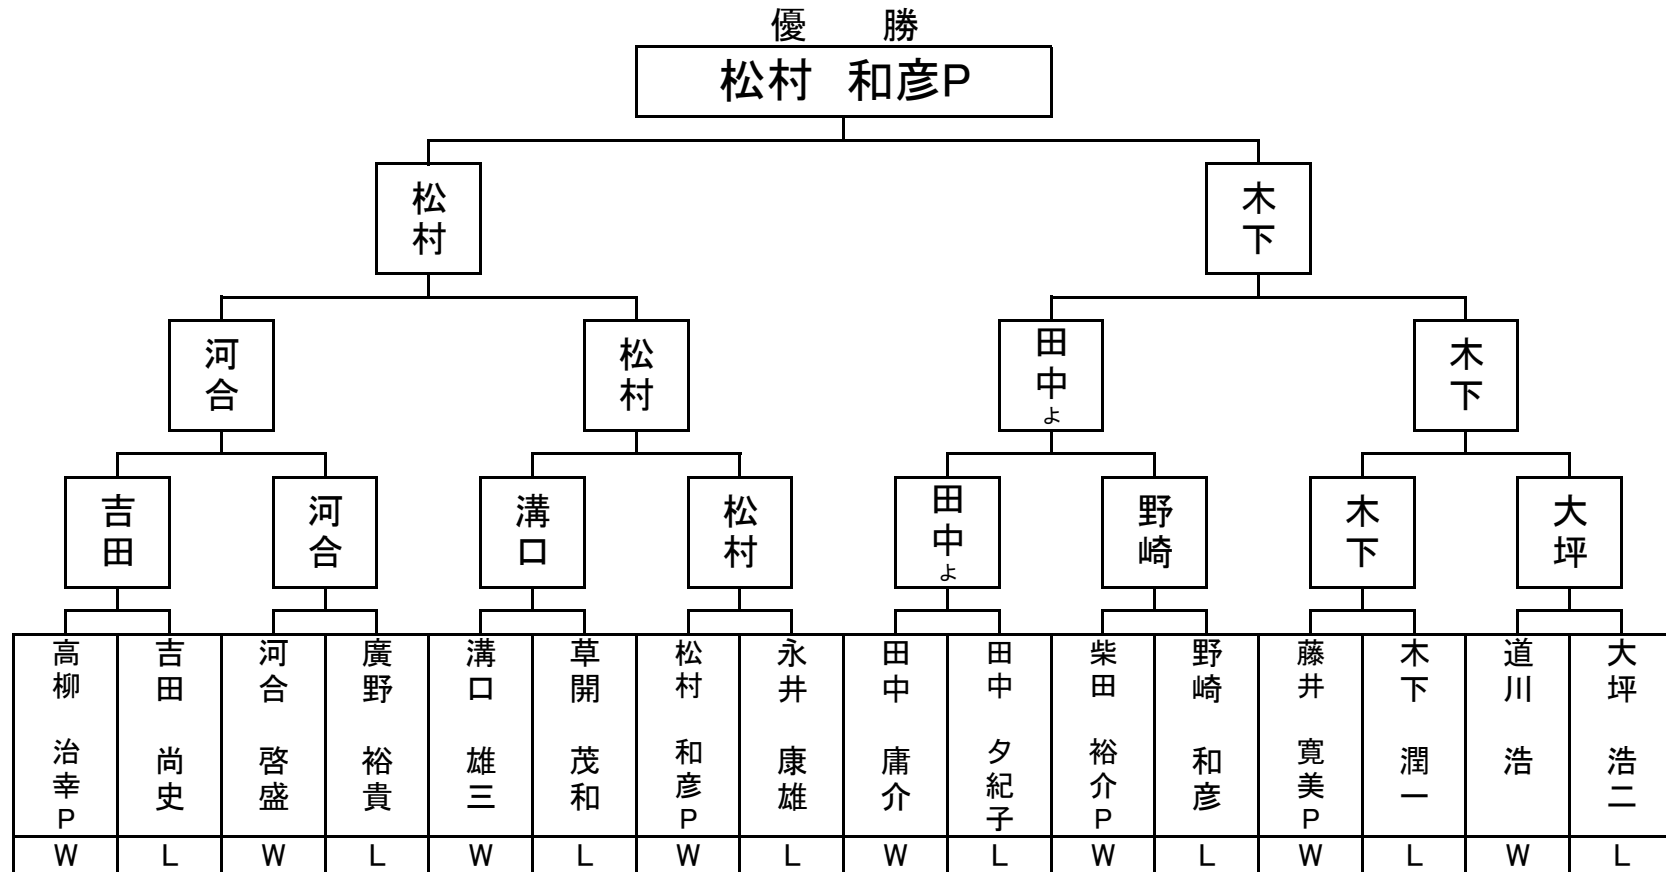 優　勝
松村　和彦P
松村
木下
河合
松村
田中ょ
木下
吉田
河合
溝口
松村
田中ょ
野崎
木下
大坪
高柳　治幸P
吉田　尚史
河合　啓盛
廣野　裕貴
溝口　雄三
草開　茂和
松村　和彦P
永井　康雄
田中　庸介
田中　夕紀子
柴田　裕介P
野崎　和彦
藤井　寛美P
木下　潤一
道川　浩
大坪　浩二
W L W L W L W L W L W L W L W L